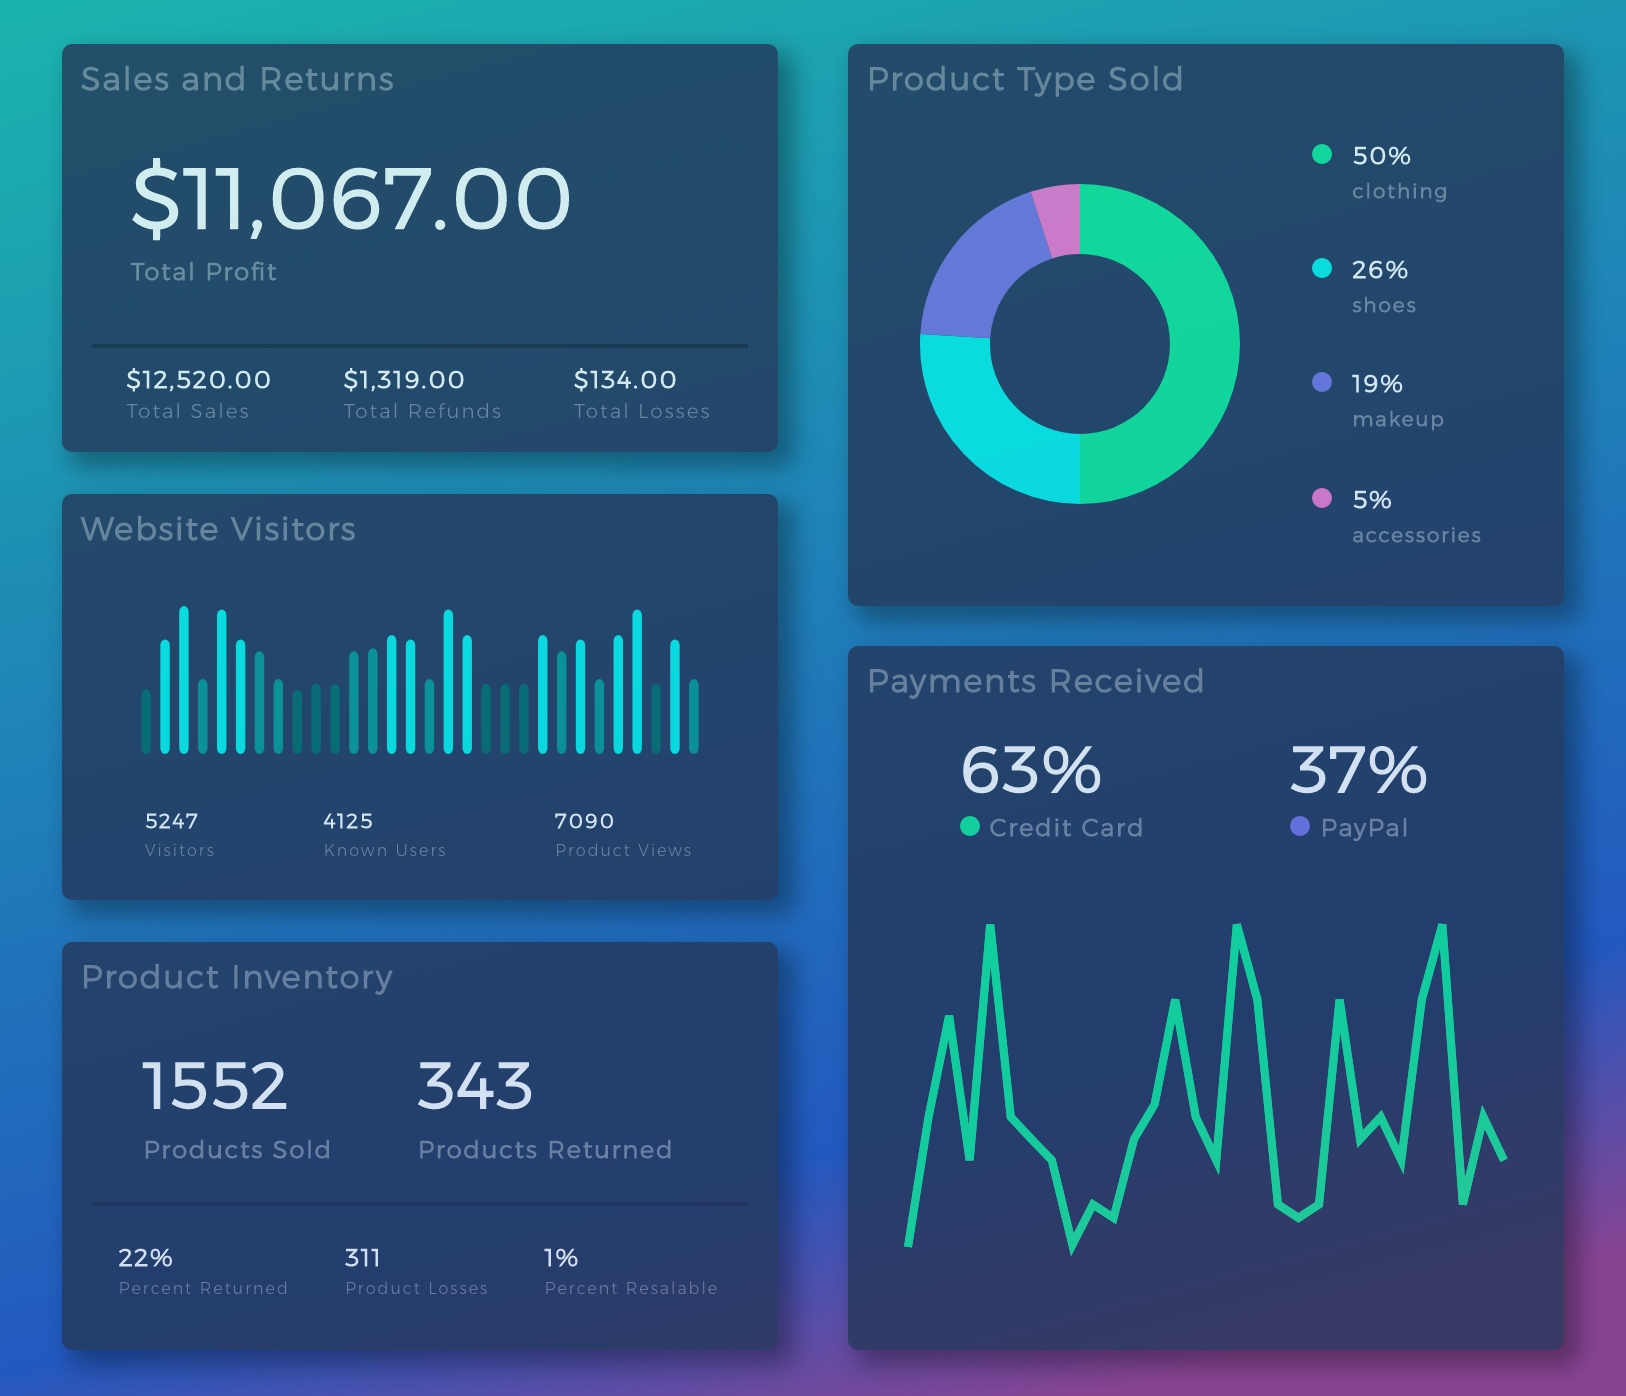 Sales and Returns
$11,067.00
Total Profit
$12,520.00
Total Sales
$1,319.00
Total Refunds
$134.00
Total Losses
Website Visitors
5247
Visitors
4125
Known Users
7090
Product Views
Product Inventory
1552
Products Sold
343
Products Returned
22%
Percent Returned
311
Product Losses
1%
Percent Resalable
Product Type Sold
50%
clothing
26%
shoes
19%
makeup
5%
accessories
Payments Received
63%
Credit Card
37%
PayPal